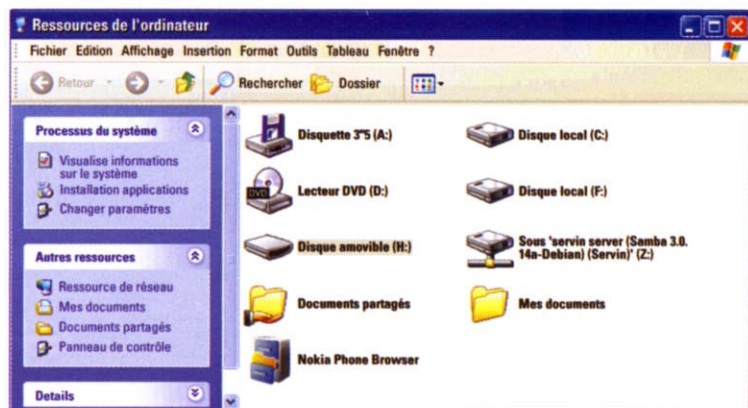 Ressources de l'ordinateur
Fichier Edition Affichage Insertion Format Outils Tableau Fenêtre ?
Retour Rechercher Dossier
Processus du système
Visualise informations
sur le système
Installation applications
Changer paramètres
Autres ressources
Ressource de réseau
Mes documents
Documents partagés
Panneau de contrôle
Details
Disquette 3"5 (A:)
Disque local (C:)
DVD
Lecteur DVD (D:)
Disque local (F:)
Disque amovible (H:)
Sous 'servin server (Samba 3.0.
14a-Debian) (Servin)' (Z:)
Documents partagés
Mes documents
Nokia Phone Browser